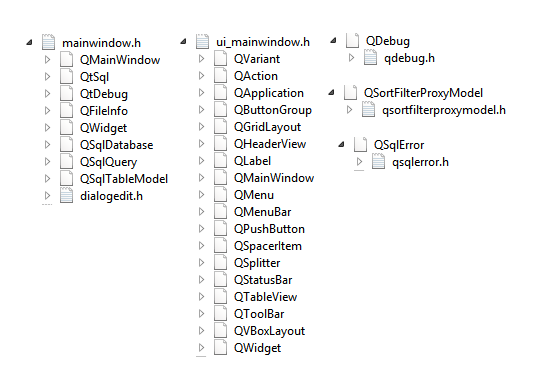 mainwindow.h
QMainWindow
QtSql
QtDebug
QFileInfo
QWidget
QSqlDatabase
QSqlQuery
QSqlTableModel
dialogedit.h
ui_mainwindow.h
QVariant
QAction
QApplication
QButtonGroup
QGridLayout
QHeaderView
QLabel
QMainWindow
QMenu
QMenuBar
QPushButton
QSpacerItem
QSplitter
QStatusBar
QTableView
QToolBar
QVBoxLayout
QWidget
QDebug
qdebug.h
QSortFilterProxyModel
qsortfilterproxymodel.h
QSqlError
qsqlerror.h